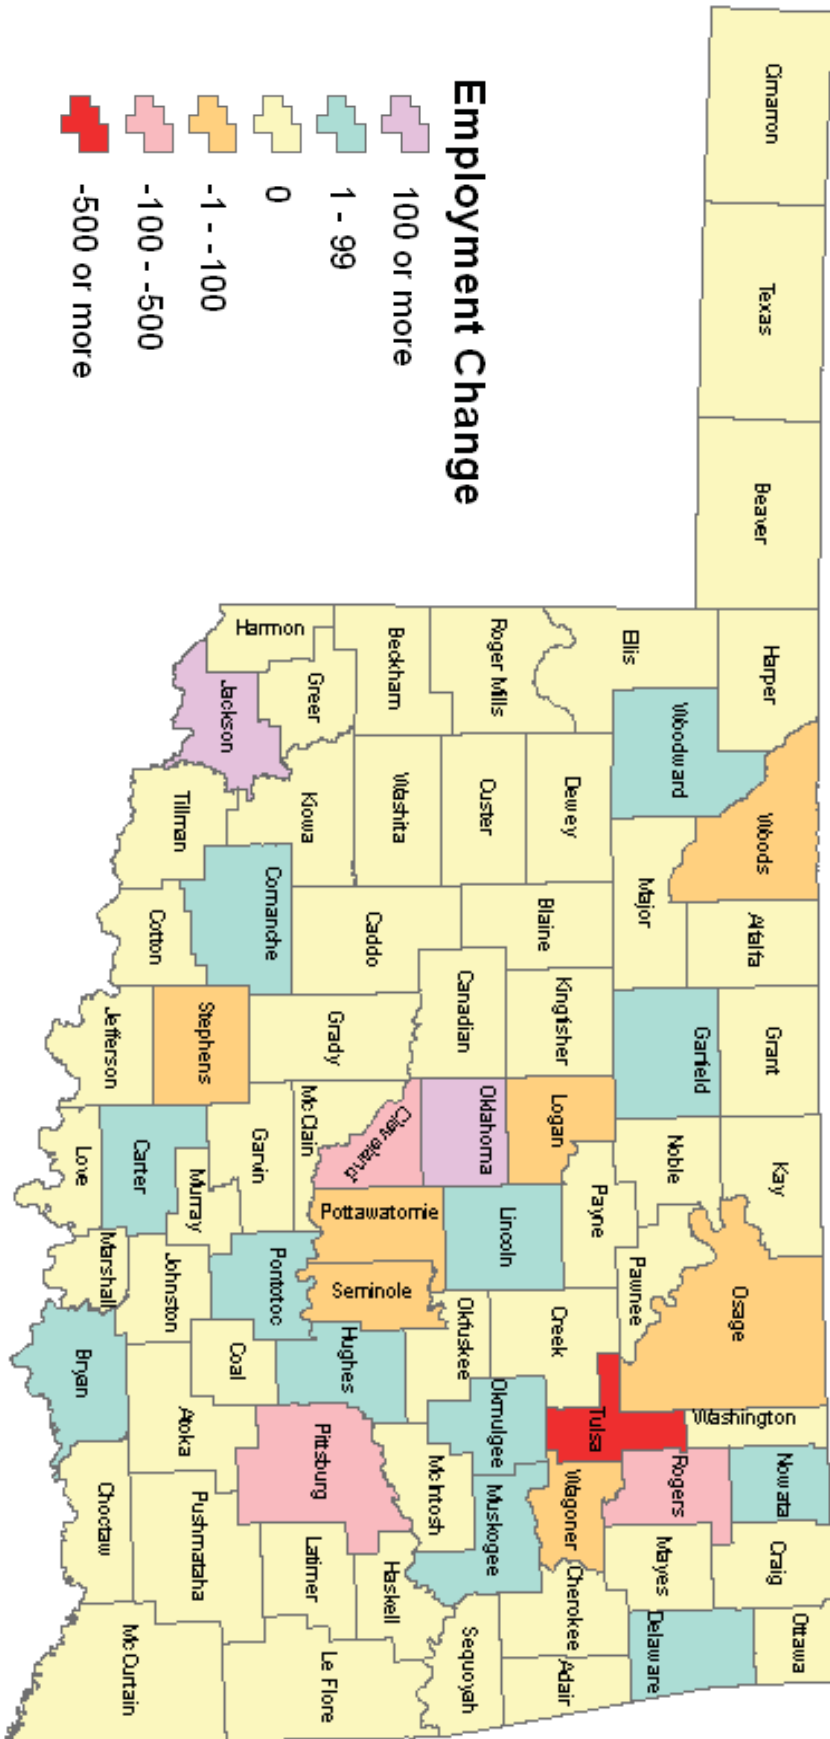 Cimarron
Texas
Beaver
Harper
Woods
Alfalfa
Grant
Kay
Osage
Washington
Nowata
Craig
Ottawa
Ellis
Woodward
Major
Garfield
Noble
Pawnee
Rogers
Mayes
Delaware
Roger Mills
Dewey
Blaine
Kingfisher
Logan
Payne
Creek
Tulsa
Wagoner
Cherokee
Adair
Beckham
Custer
Canadian
Oklahoma
Lincoln
Okfuskee
Okmulgee
Muskogee
McIntosh
Sequoyah
Harmon
Greer
Washita
Kiowa
Caddo
Grady
Mc Clain
Cleveland
Pottawatomie
Seminole
Hughes
Pittsburg
Haskell
Latimer
Le Flore
Jackson
Tillman
Comanche
Cotton
Stephens
Jefferson
Garvin
Murray
Carter
Love
Pontotoc
Johnston
Marshall
Coal
Bryan
Atoka
Pushmataha
Choctaw
Mc Curtain
Employment Change
100 or more
1 - 99
0
-1 - -100
-100 - -500
-500 or more